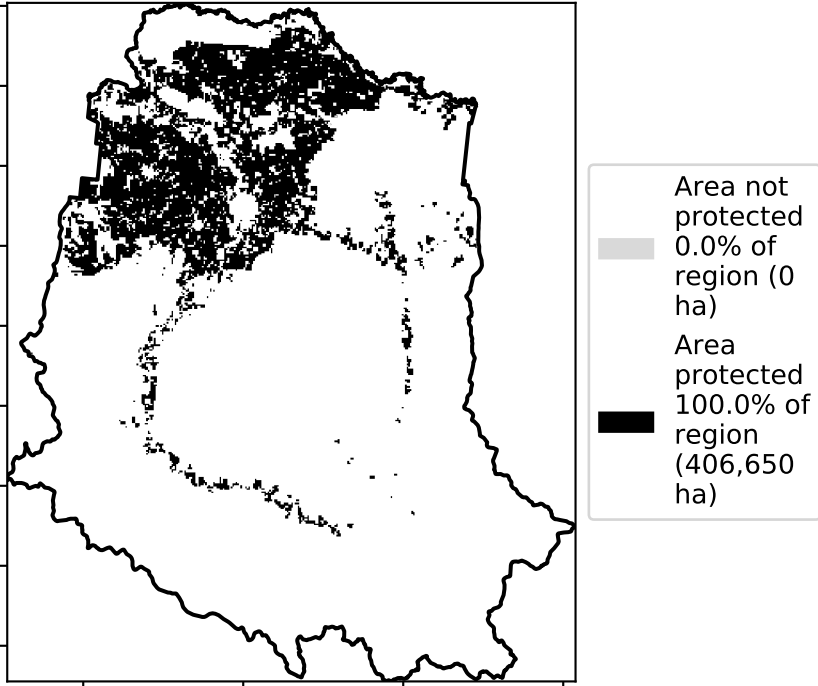 Area not
protected
0.0% of
region (0
ha)
Area
protected
100.0% of
region
(406,650
ha)